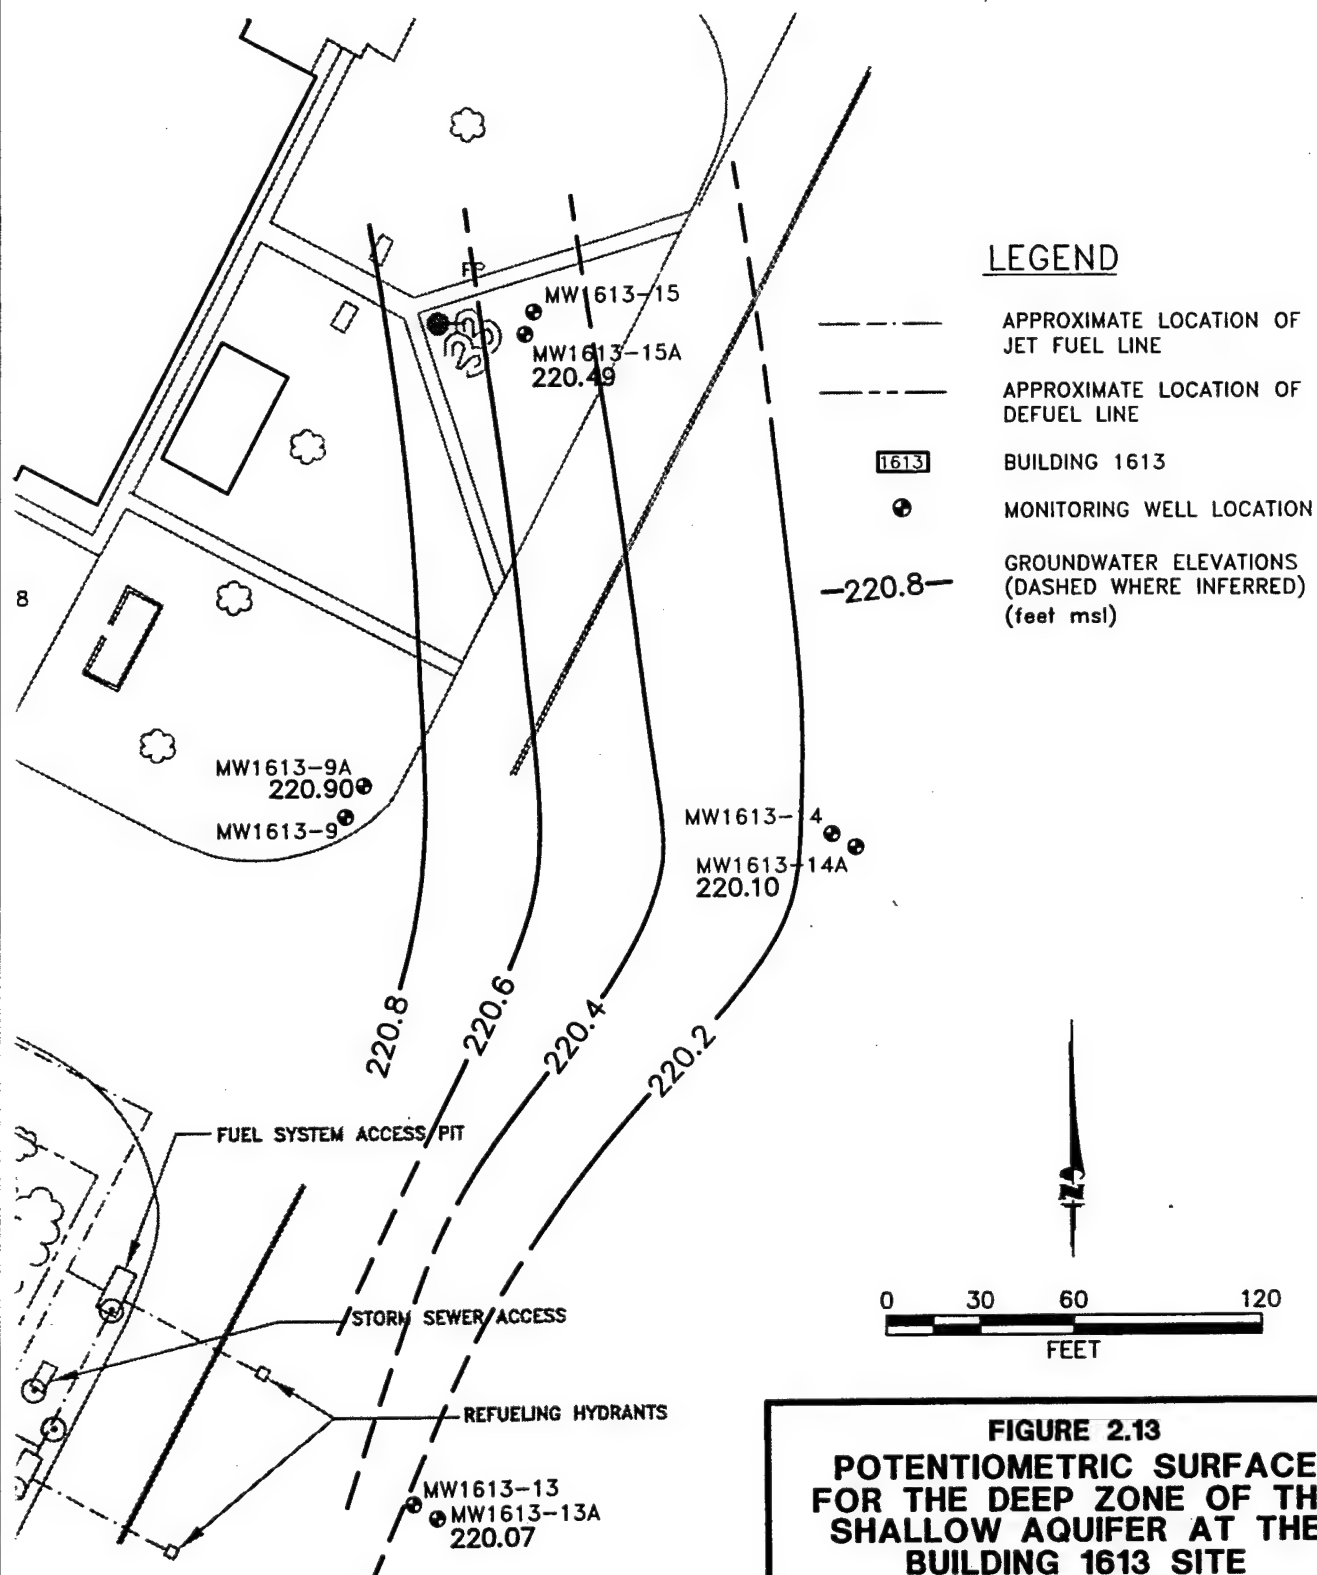 LEGEND
APPROXIMATE LOCATION OF
JET FUEL LINE
APPROXIMATE LOCATION OF
DEFUEL LINE
1613
BUILDING 1613
MONITORING WELL LOCATION
-220.8-
GROUNDWATER ELEVATIONS
(DASHED WHERE INFERRED)
(feet msl)
FP
MW1613-15
MW1613-15A
220.49
8
MW1613-9A
220.90
MW1613-9
MW1613-14
MW1613-14A
220.10
220.8
220.6
220.4
220.2
FUEL SYSTEM ACCESS PIT
STORM SEWER ACCESS
REFUELING HYDRANTS
MW1613-13
MW1613-13A
220.07
N
0 30 60 120
FEET
FIGURE 2.13
POTENTIOMETRIC SURFACE
FOR THE DEEP ZONE OF TH
SHALLOW AQUIFER AT THE
BUILDING 1613 SITE